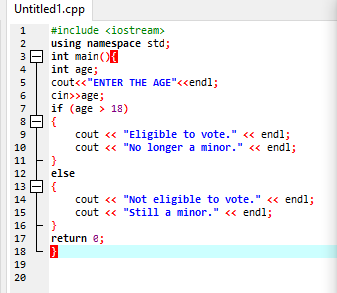 Untitled1.cpp
1 #include <iostream>
2 using namespace std;
3 int main(){
4 int age;
5 cout<<"ENTER THE AGE"<<endl;
6 cin>>age;
7 if (age > 18)
8 {
9 cout << "Eligible to vote." << endl;
10 cout << "No longer a minor." << endl;
11 }
12 else
13 {
14 cout << "Not eligible to vote." << endl;
15 cout << "Still a minor." << endl;
16 }
17 return 0;
18 }
19
20